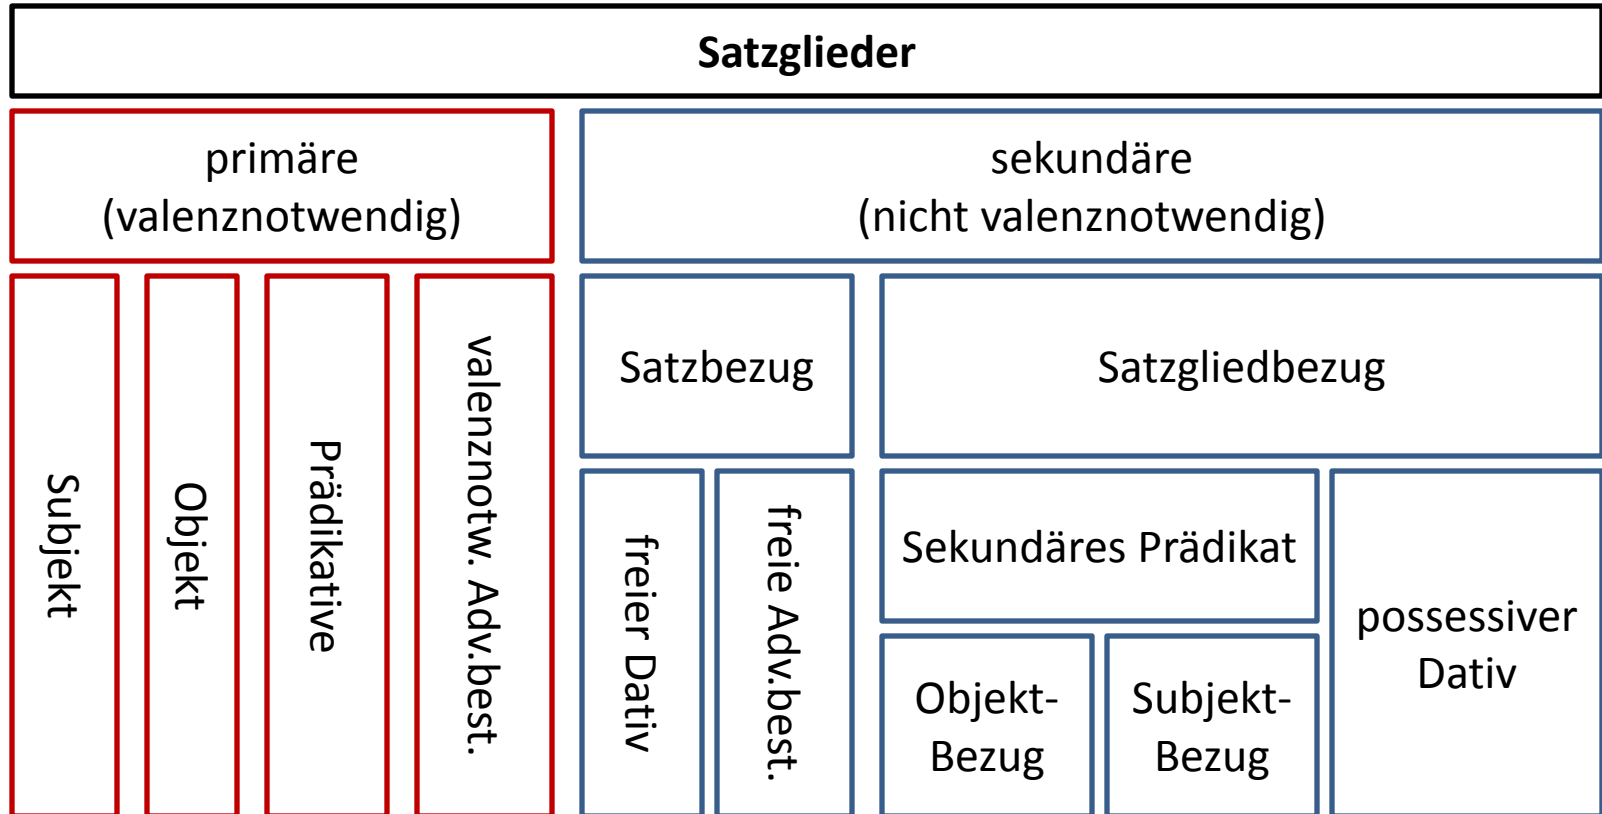 Satzglieder
primäre
(valenznotwendig)
sekundäre
(nicht valenznotwendig)
Subjekt
Objekt
Prädikative
valenznotw. Adv.best.
Satzbezug
Satzgliedbezug
freier Dativ
freie Adv.best.
Sekundäres Prädikat
Objekt-
Bezug
Subjekt-
Bezug
possessiver
Dativ